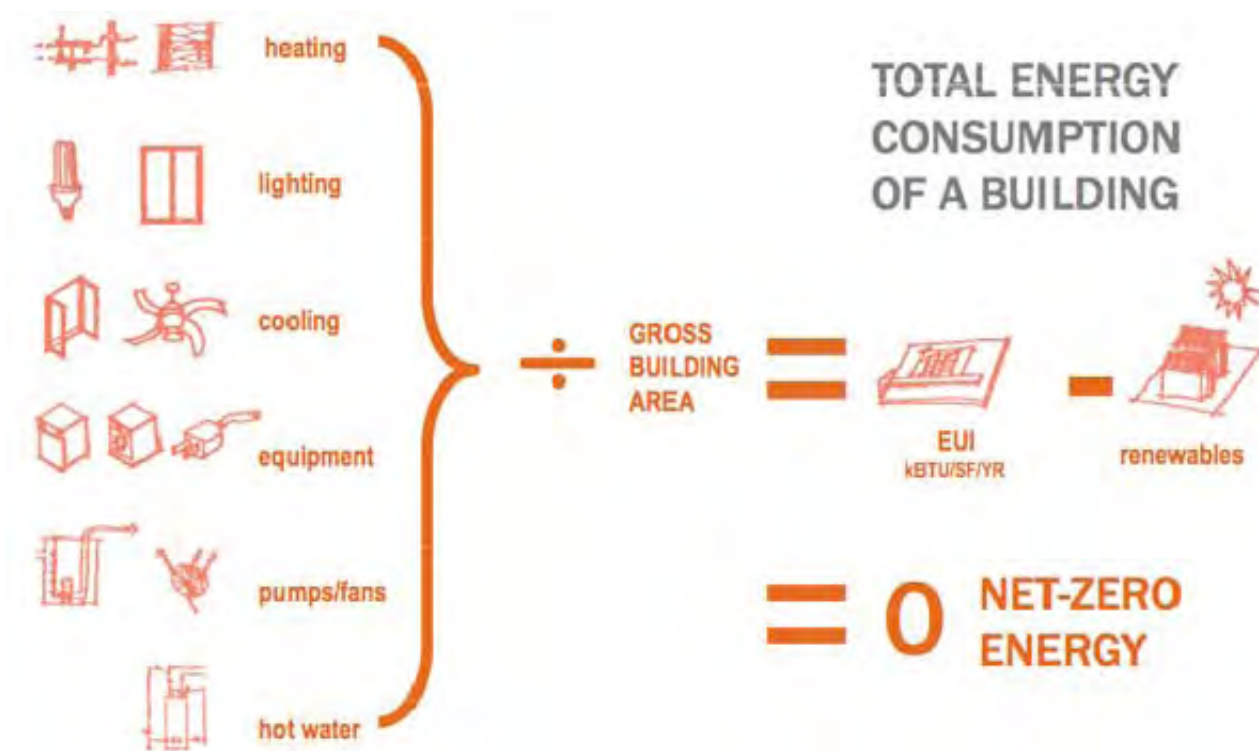 heating
TOTAL ENERGY
CONSUMPTION
OF A BUILDING
lighting
cooling
÷
GROSS
BUILDING
AREA
=
EUI
kBTU/SF/YR
-
renewables
equipment
pumps/fans
= 0 NET-ZERO
ENERGY
hot water